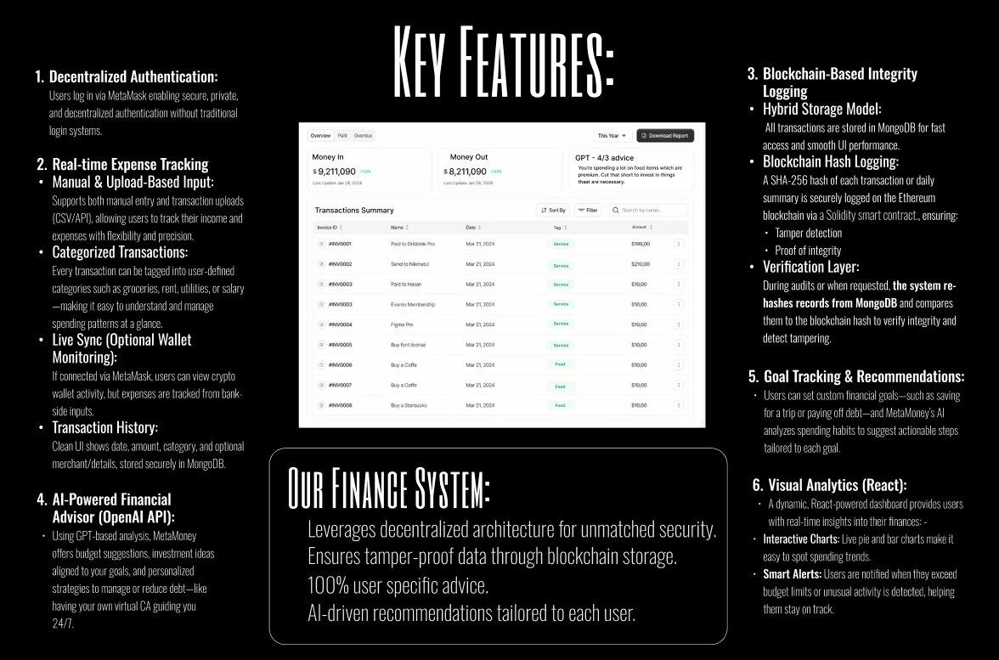 KEY FEATURES:
1. Decentralized Authentication:
Users log in via MetaMask enabling secure, private,
and decentralized authentication without traditional
login systems.
2. Real-time Expense Tracking
• Manual & Upload-Based Input:
Supports both manual entry and transaction uploads
(CSV/API), allowing users to track their income and
expenses with flexibility and precision.
• Categorized Transactions:
Every transaction can be tagged into user-defined
categories such as groceries, rent, utilities, or salary
—making it easy to understand and manage
spending patterns at a glance.
• Live Sync (Optional Wallet
Monitoring):
If connected via MetaMask, users can view crypto
wallet activity, but expenses are tracked from bank-
side inputs.
• Transaction History:
Clean UI shows date, amount, category, and optional
merchant/details, stored securely in MongoDB.
4. AI-Powered Financial
Advisor (OpenAI API):
• Using GPT-based analysis, MetaMoney
offers budget suggestions, investment ideas
aligned to your goals, and personalized
strategies to manage or reduce debt—like
having your own virtual CA guiding you
24/7.
Overview Paid Overdue This Year Download Report
Money In
$ 9,211,090
Last Update Jan 28, 2024
Money Out
$ 8,211,090
Last Update Jan 28, 2024
GPT - 4/3 advice
You're spending a lot on food items which are
premium. Cut that short to invest in things
thaat are necessary.
Transactions Summary Sort By Filter Search by name...
Invoice ID Name Date Tag Amount
#INV0001 Paid to Dribbble Pro Mar 21, 2024 Service $199,00
#INV0002 Send to Nikmatul Mar 21, 2024 Service $210,00
#INV0003 Paid to Hasan Mar 21, 2024 Service $10,00
#INV0003 Evanto Membership Mar 21, 2024 Service $10,00
#INV0004 Figma Pro Mar 21, 2024 Service $10,00
#INV0005 Buy font license Mar 21, 2024 Service $10,00
#INV0006 Buy a Coffe Mar 21, 2024 Food $10,00
#INV0007 Buy a Coffe Mar 21, 2024 Food $10,00
#INV0008 Buy a Starbucks Mar 21, 2024 Food $10,00
OUR FINANCE SYSTEM:
Leverages decentralized architecture for unmatched security.
Ensures tamper-proof data through blockchain storage.
100% user specific advice.
AI-driven recommendations tailored to each user.
3. Blockchain-Based Integrity
Logging
• Hybrid Storage Model:
All transactions are stored in MongoDB for fast
access and smooth UI performance.
• Blockchain Hash Logging:
A SHA-256 hash of each transaction or daily
summary is securely logged on the Ethereum
blockchain via a Solidity smart contract., ensuring:
• Tamper detection
• Proof of integrity
• Verification Layer:
During audits or when requested, the system re-
hashes records from MongoDB and compares
them to the blockchain hash to verify integrity and
detect tampering.
5. Goal Tracking & Recommendations:
• Users can set custom financial goals—such as saving
for a trip or paying off debt—and MetaMoney's AI
analyzes spending habits to suggest actionable steps
tailored to each goal.
6. Visual Analytics (React):
• A dynamic, React-powered dashboard provides users
with real-time insights into their finances: -
• Interactive Charts: Live pie and bar charts make it
easy to spot spending trends.
• Smart Alerts: Users are notified when they exceed
budget limits or unusual activity is detected, helping
them stay on track.